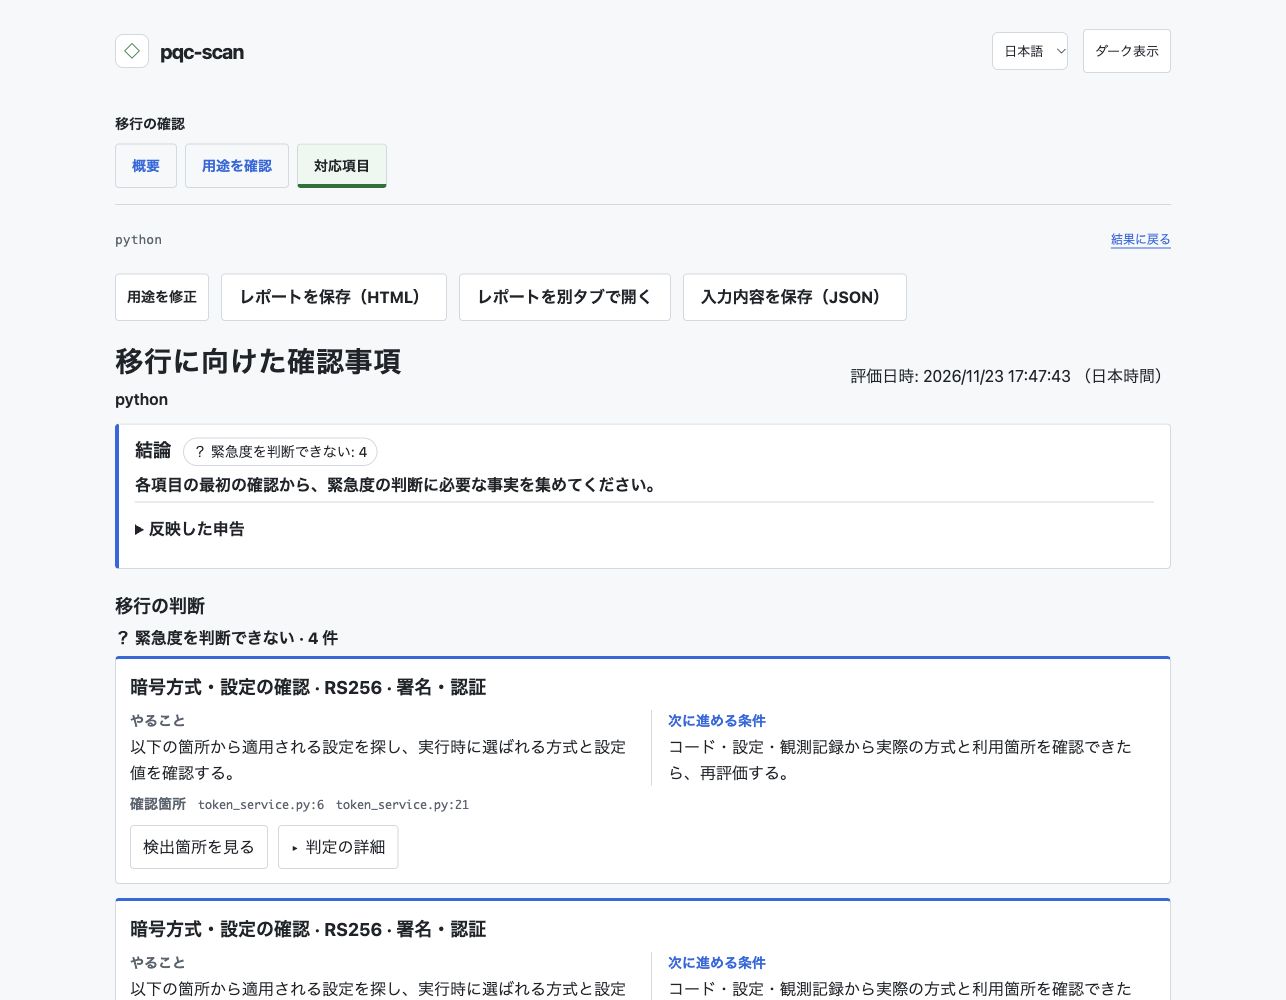 pqc-scan
日本語
ダーク表示
移行の確認
概要
用途を確認
対応項目
python
結果に戻る
用途を修正
レポートを保存（HTML）
レポートを別タブで開く
入力内容を保存（JSON）
移行に向けた確認事項
評価日時: 2026/11/23 17:47:43 （日本時間）
python
結論
? 緊急度を判断できない: 4
各項目の最初の確認から、緊急度の判断に必要な事実を集めてください。
▶ 反映した申告
移行の判断
? 緊急度を判断できない · 4 件
暗号方式・設定の確認 · RS256 · 署名・認証
やること
以下の箇所から適用される設定を探し、実行時に選ばれる方式と設定
値を確認する。
次に進める条件
コード・設定・観測記録から実際の方式と利用箇所を確認できた
ら、再評価する。
確認箇所 token_service.py:6 token_service.py:21
検出箇所を見る
▸ 判定の詳細
暗号方式・設定の確認 · RS256 · 署名・認証
やること
以下の箇所から適用される設定を探し、実行時に選ばれる方式と設定
次に進める条件
コード・設定・観測記録から実際の方式と利用箇所を確認できた